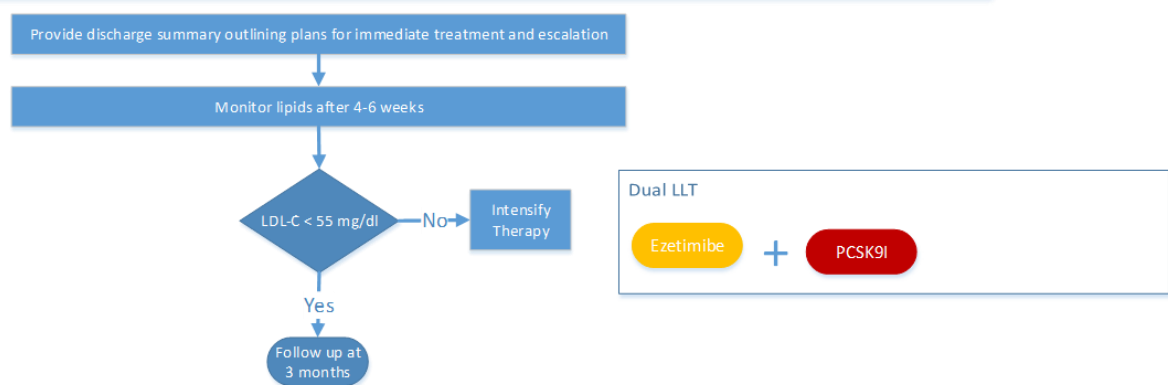 Provide discharge summary outlining plans for immediate treatment and escalation
Monitor lipids after 4-6 weeks
LDL-C < 55 mg/dl
No
Intensify
Therapy
Yes
Follow up at
3 months
Dual LLT
Ezetimibe
+
PCSK9I